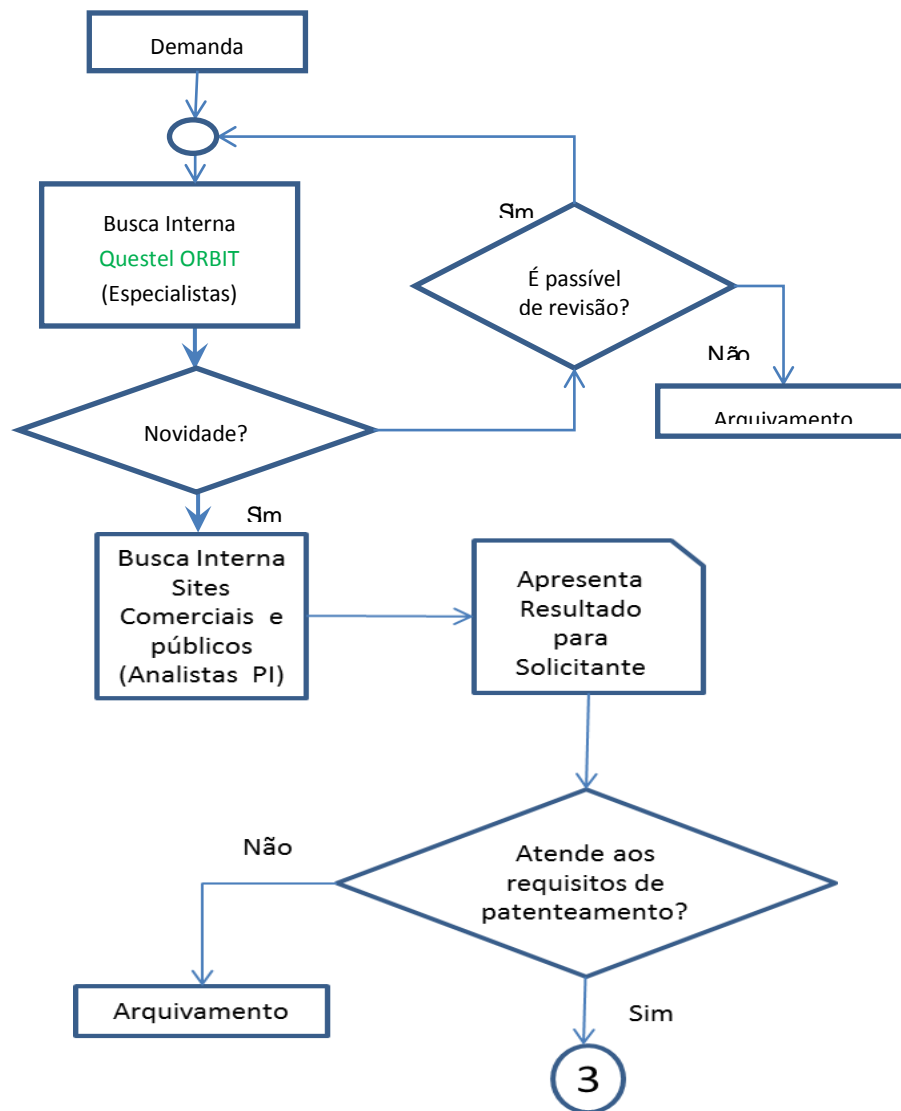 Demanda
Busca Interna
Questel ORBIT
(Especialistas)
Sim
É passível
de revisão?
Não
Arquivamento
Novidade?
Sim
Busca Interna
Sites
Comerciais e
públicos
(Analistas PI)
Apresenta
Resultado
para
Solicitante
Não
Atende aos
requisitos de
patenteamento?
Arquivamento
Sim
3